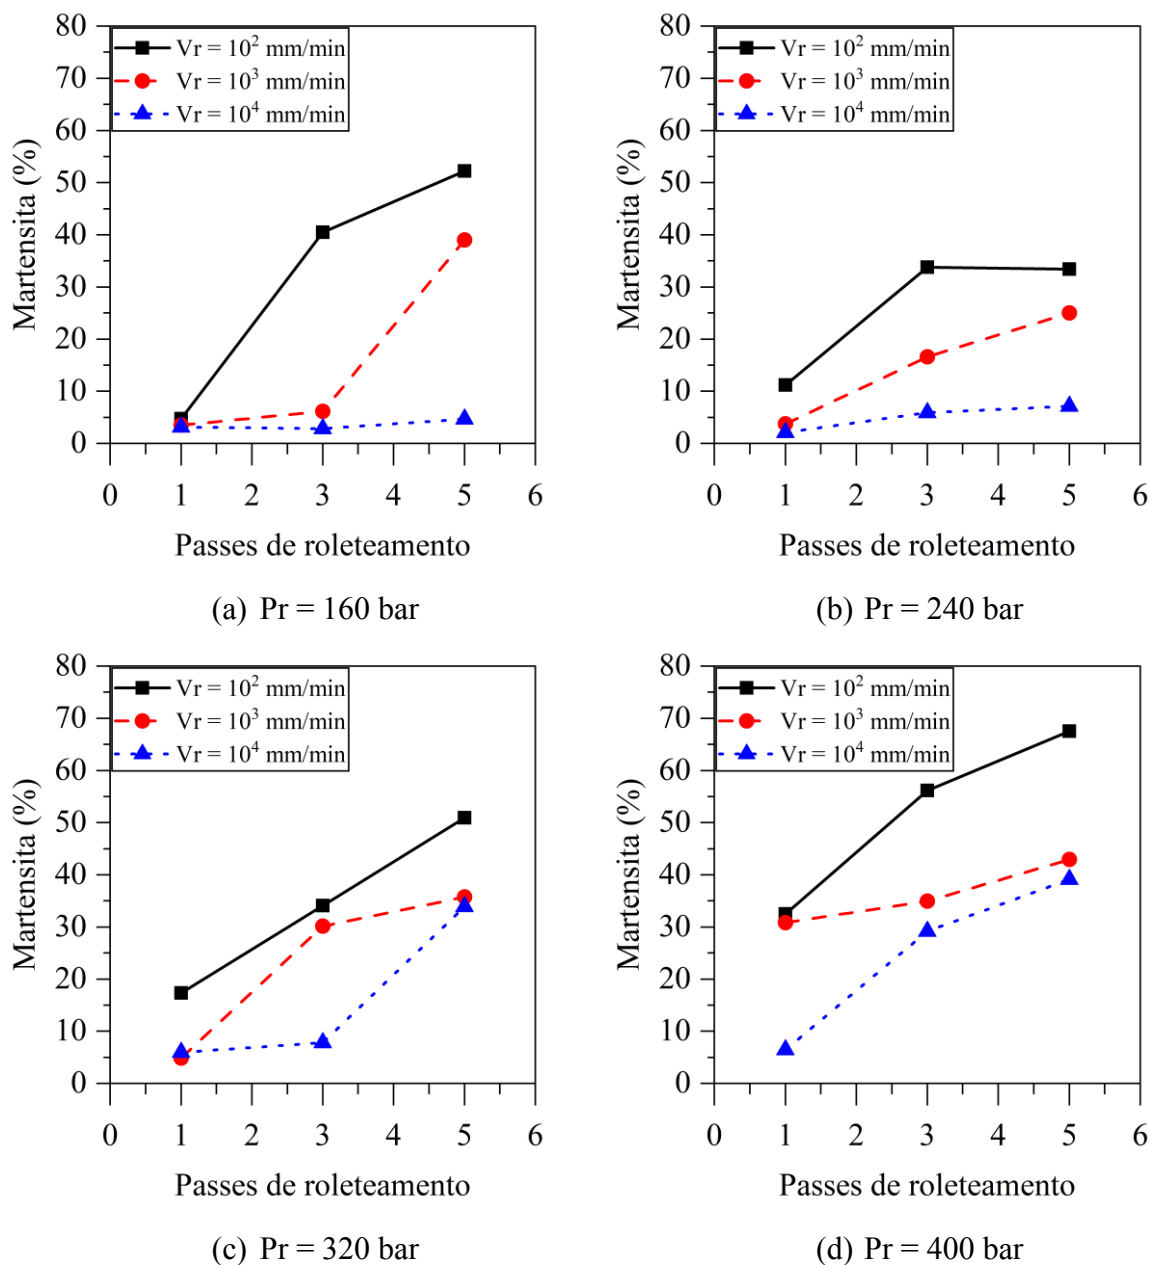 80
70
60
50
40
30
20
10
0
Martensita (%)
Vr = 10² mm/min
Vr = 10³ mm/min
Vr = 10⁴ mm/min
0 1 2 3 4 5 6
Passes de roleteamento
(a) Pr = 160 bar
80
70
60
50
40
30
20
10
0
Martensita (%)
Vr = 10² mm/min
Vr = 10³ mm/min
Vr = 10⁴ mm/min
0 1 2 3 4 5 6
Passes de roleteamento
(b) Pr = 240 bar
80
70
60
50
40
30
20
10
0
Martensita (%)
Vr = 10² mm/min
Vr = 10³ mm/min
Vr = 10⁴ mm/min
0 1 2 3 4 5 6
Passes de roleteamento
(c) Pr = 320 bar
80
70
60
50
40
30
20
10
0
Martensita (%)
Vr = 10² mm/min
Vr = 10³ mm/min
Vr = 10⁴ mm/min
0 1 2 3 4 5 6
Passes de roleteamento
(d) Pr = 400 bar